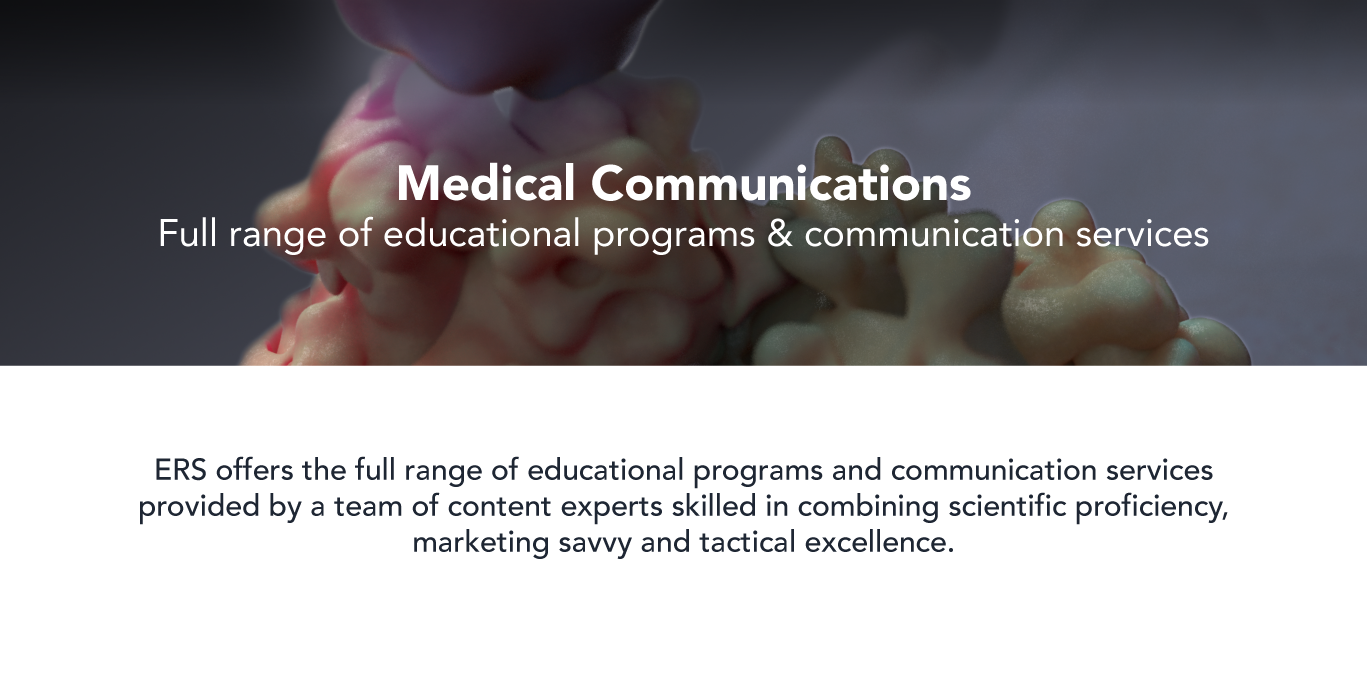 Medical Communications
Full range of educational programs & communication services
ERS offers the full range of educational programs and communication services
provided by a team of content experts skilled in combining scientific proficiency,
marketing savvy and tactical excellence.